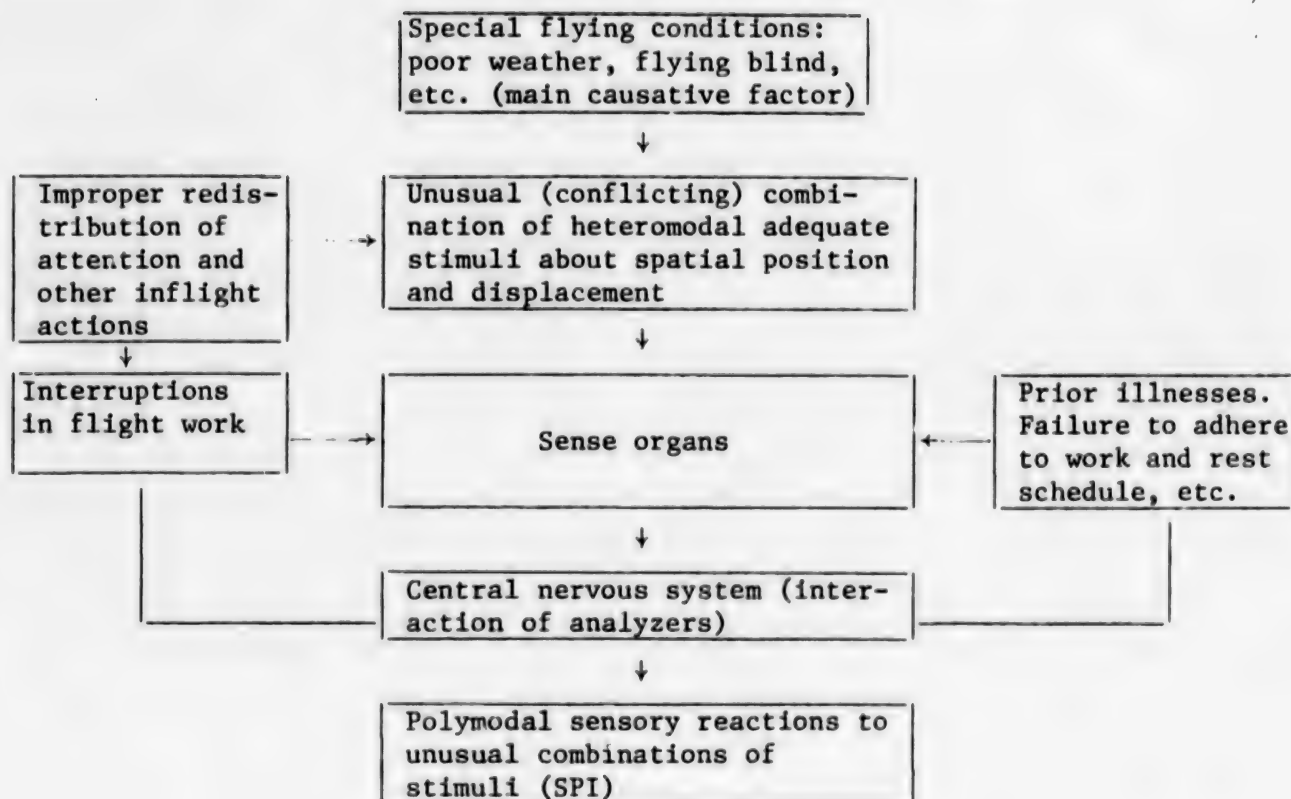 Special flying conditions:
poor weather, flying blind,
etc. (main causative factor)
Improper redis-
tribution of
attention and
other inflight
actions
Unusual (conflicting) combi-
nation of heteromodal adequate
stimuli about spatial position
and displacement
Interruptions
in flight work
Sense organs
Prior illnesses.
Failure to adhere
to work and rest
schedule, etc.
Central nervous system (inter-
action of analyzers)
Polymodal sensory reactions to
unusual combinations of
stimuli (SPI)